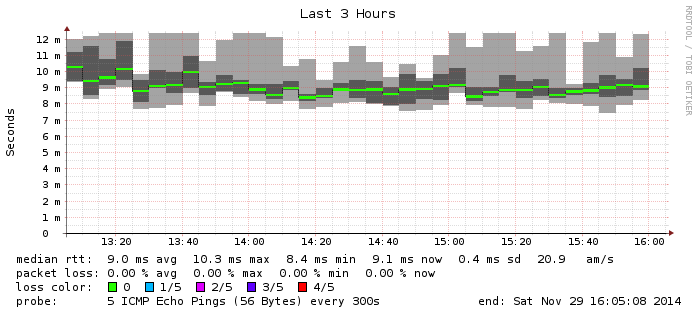 Last 3 Hours
RRDTOOL / TOBI OETIKER
Seconds
12 m
11 m
10 m
9 m
8 m
7 m
6 m
5 m
4 m
3 m
2 m
1 m
0
13:20 13:40 14:00 14:20 14:40 15:00 15:20 15:40 16:00
median rtt: 9.0 ms avg 10.3 ms max 8.4 ms min 9.1 ms now 0.4 ms sd 20.9 am/s
packet loss: 0.00 % avg 0.00 % max 0.00 % min 0.00 % now
loss color: 0 1/5 2/5 3/5 4/5
probe: 5 ICMP Echo Pings (56 Bytes) every 300s end: Sat Nov 29 16:05:08 2014